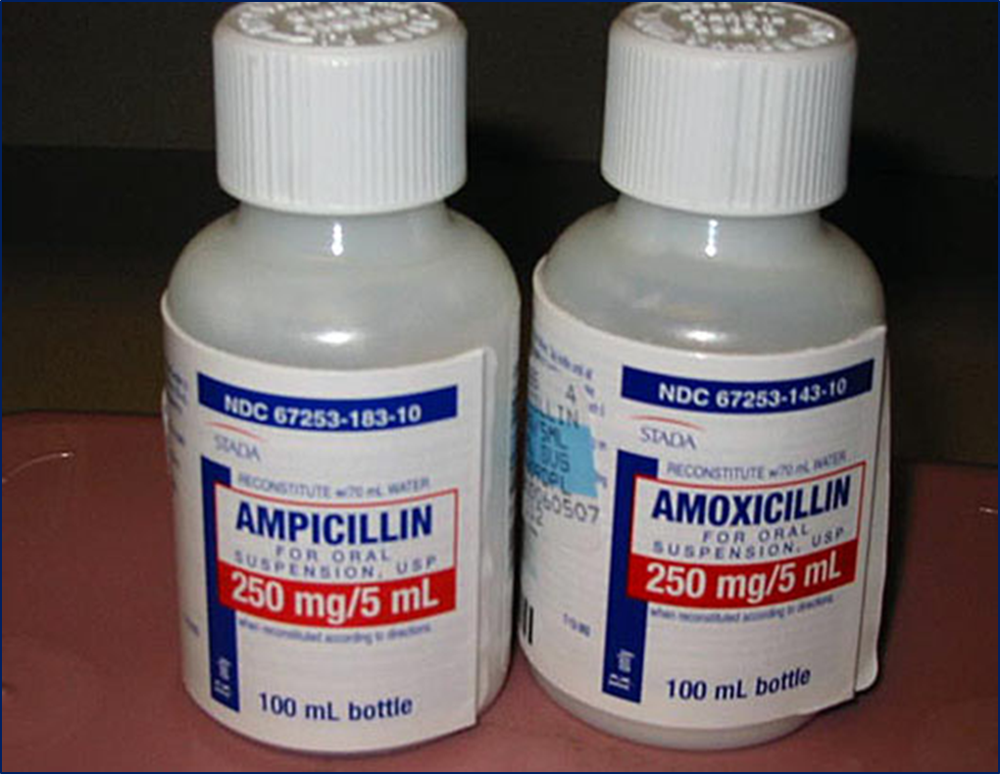 NDC 67253-183-10
STADA
RECONSTITUTE w/70 mL WATER
AMPICILLIN
FOR ORAL
SUSPENSION, USP
250 mg/5 mL
when reconstituted according to directions.
100 mL bottle
NDC 67253-143-10
STADA
RECONSTITUTE w/70 mL WATER
AMOXICILLIN
FOR ORAL
SUSPENSION, USP
250 mg/5 mL
when reconstituted according to directions.
100 mL bottle